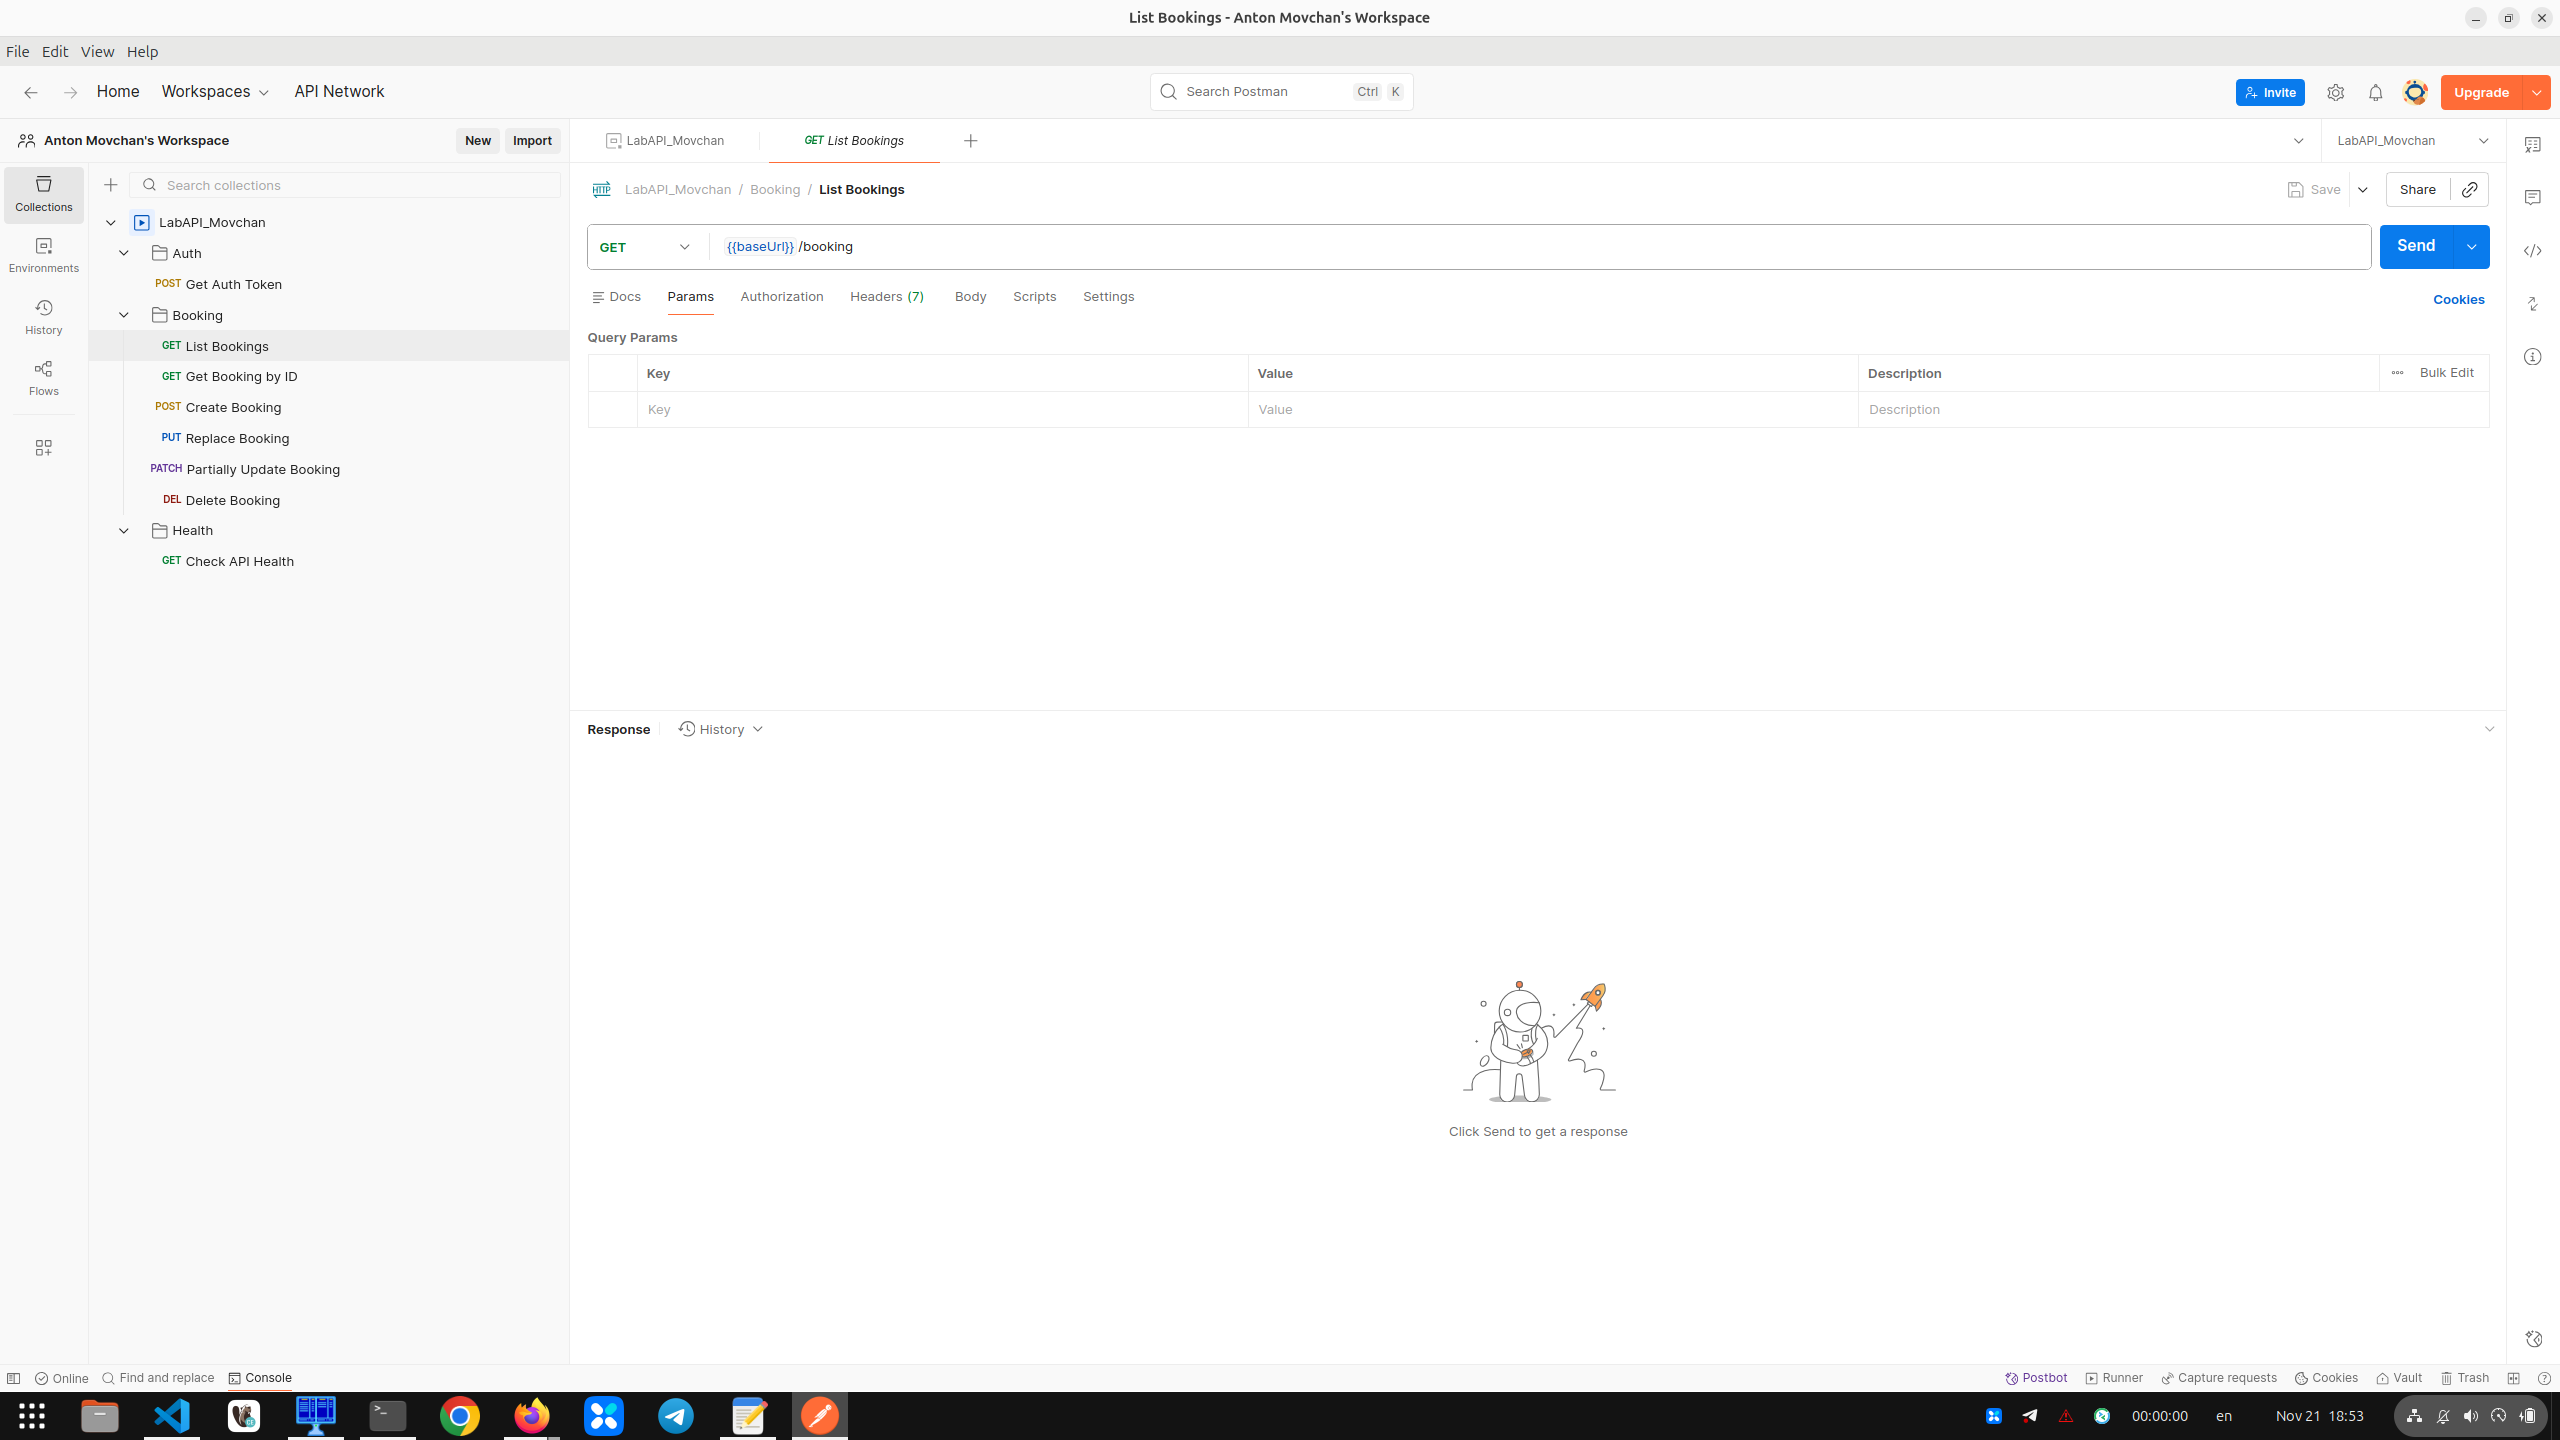 List Bookings - Anton Movchan's Workspace
File Edit View Help
Home Workspaces API Network Search Postman Ctrl K Invite Upgrade
Anton Movchan's Workspace New Import
LabAPI_Movchan GET List Bookings LabAPI_Movchan
Collections
Environments
History
Flows
Search collections
LabAPI_Movchan
Auth
POST Get Auth Token
Booking
GET List Bookings
GET Get Booking by ID
POST Create Booking
PUT Replace Booking
PATCH Partially Update Booking
DEL Delete Booking
Health
GET Check API Health
HTTP LabAPI_Movchan / Booking / List Bookings Save Share
GET {{baseUrl}} /booking Send
Docs Params Authorization Headers (7) Body Scripts Settings Cookies
Query Params
Key Value Description Bulk Edit
Key Value Description
Response History
Click Send to get a response
Online Find and replace Console Postbot Runner Capture requests Cookies Vault Trash
00:00:00 en Nov 21 18:53